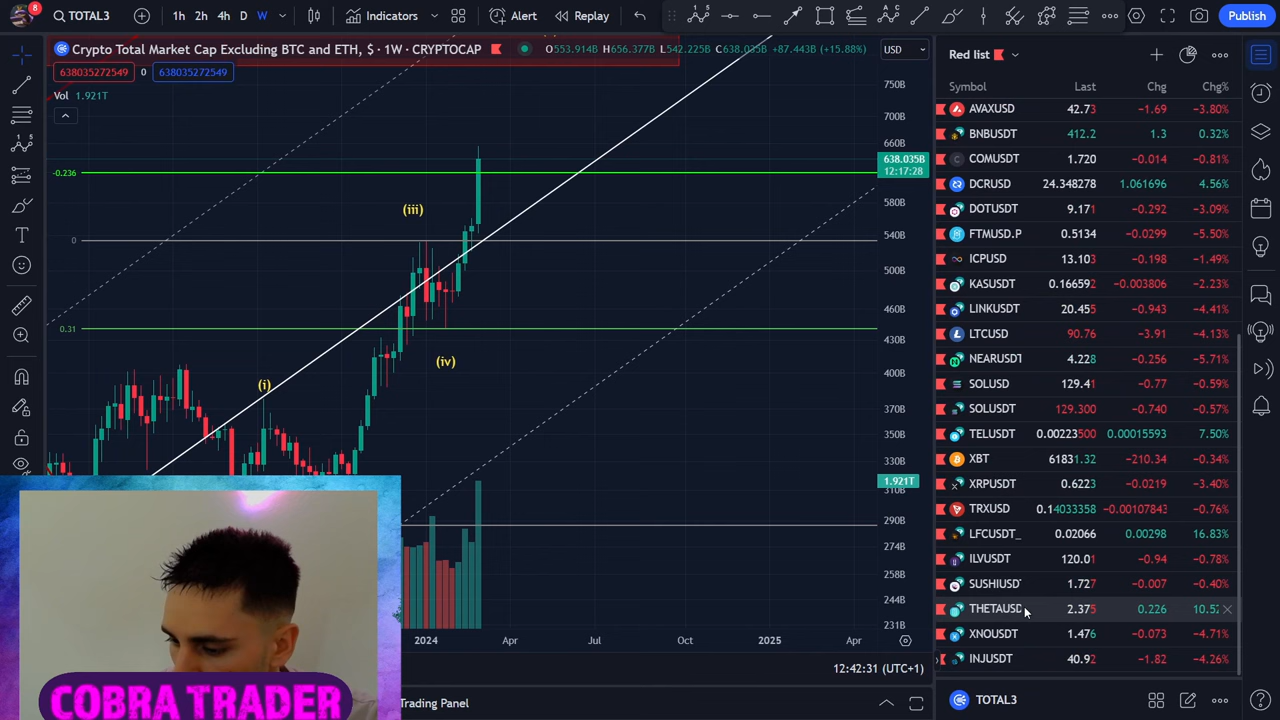 8
TOTAL3
1h 2h 4h D W
Indicators
Alert
Replay
Publish
Crypto Total Market Cap Excluding BTC and ETH, $ · 1W · CRYPTOCAP
O553.914B H656.377B L542.225B C638.035B +87.443B (+15.88%)
638035272549 0 638035272549
Vol 1.921T
USD
750B
700B
660B
638.035B
12:17:28
580B
540B
500B
460B
430B
400B
370B
350B
330B
310B
1.921T
290B
274B
258B
244B
231B
-0.236
0
0.31
(i)
(iii)
(iv)
2024 Apr Jul Oct 2025 Apr
12:42:31 (UTC+1)
Trading Panel
COBRA TRADER
Red list
Symbol Last Chg Chg%
AVAXUSD 42.73 −1.69 −3.80%
BNBUSDT 412.2 1.3 0.32%
COMUSDT 1.720 −0.014 −0.81%
DCRUSD 24.348278 1.061696 4.56%
DOTUSDT 9.171 −0.292 −3.09%
FTMUSD.P 0.5134 −0.0299 −5.50%
ICPUSD 13.103 −0.198 −1.49%
KASUSDT 0.16659 −0.003806 −2.23%
LINKUSDT 20.455 −0.943 −4.41%
LTCUSD 90.76 −3.91 −4.13%
NEARUSDT 4.228 −0.256 −5.71%
SOLUSD 129.41 −0.77 −0.59%
SOLUSDT 129.300 −0.740 −0.57%
TELUSDT 0.00223500 0.00015593 7.50%
XBT 61831.32 −210.34 −0.34%
XRPUSDT 0.6223 −0.0219 −3.40%
TRXUSD 0.14033358 −0.00107843 −0.76%
LFCUSDT_ 0.02066 0.00298 16.83%
ILVUSDT 120.01 −0.94 −0.78%
SUSHIUSDT 1.727 −0.007 −0.40%
THETAUSD 2.375 0.226 10.52
XNOUSDT 1.476 −0.073 −4.71%
INJUSDT 40.92 −1.82 −4.26%
TOTAL3